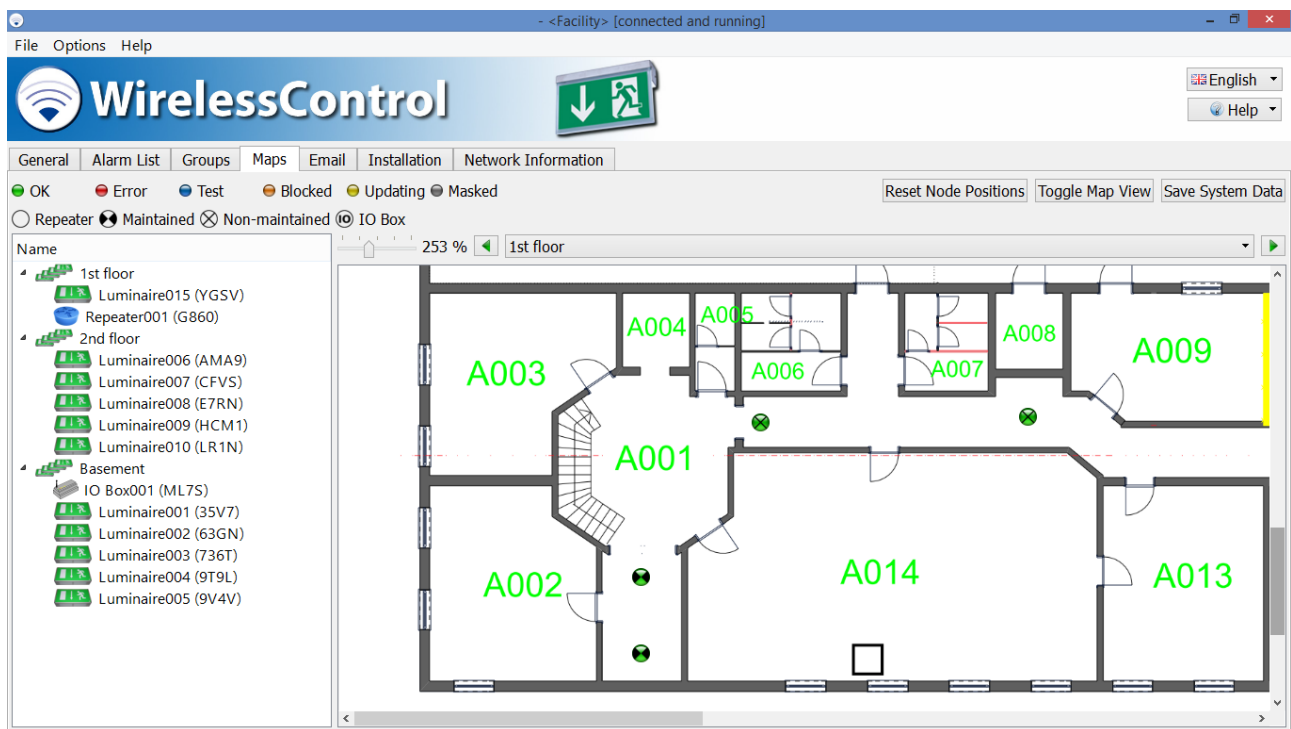 - <Facility> [connected and running]
File Options Help
WirelessControl
English
Help
General Alarm List Groups Maps Email Installation Network Information
OK Error Test Blocked Updating Masked Reset Node Positions Toggle Map View Save System Data
Repeater Maintained Non-maintained IO IO Box
Name
253 % 1st floor
1st floor
Luminaire015 (YGSV)
Repeater001 (G860)
2nd floor
Luminaire006 (AMA9)
Luminaire007 (CFVS)
Luminaire008 (E7RN)
Luminaire009 (HCM1)
Luminaire010 (LR1N)
Basement
IO Box001 (ML7S)
Luminaire001 (35V7)
Luminaire002 (63GN)
Luminaire003 (736T)
Luminaire004 (9T9L)
Luminaire005 (9V4V)
A003
A004
A005
A006
A007
A008
A009
A001
A002
A014
A013